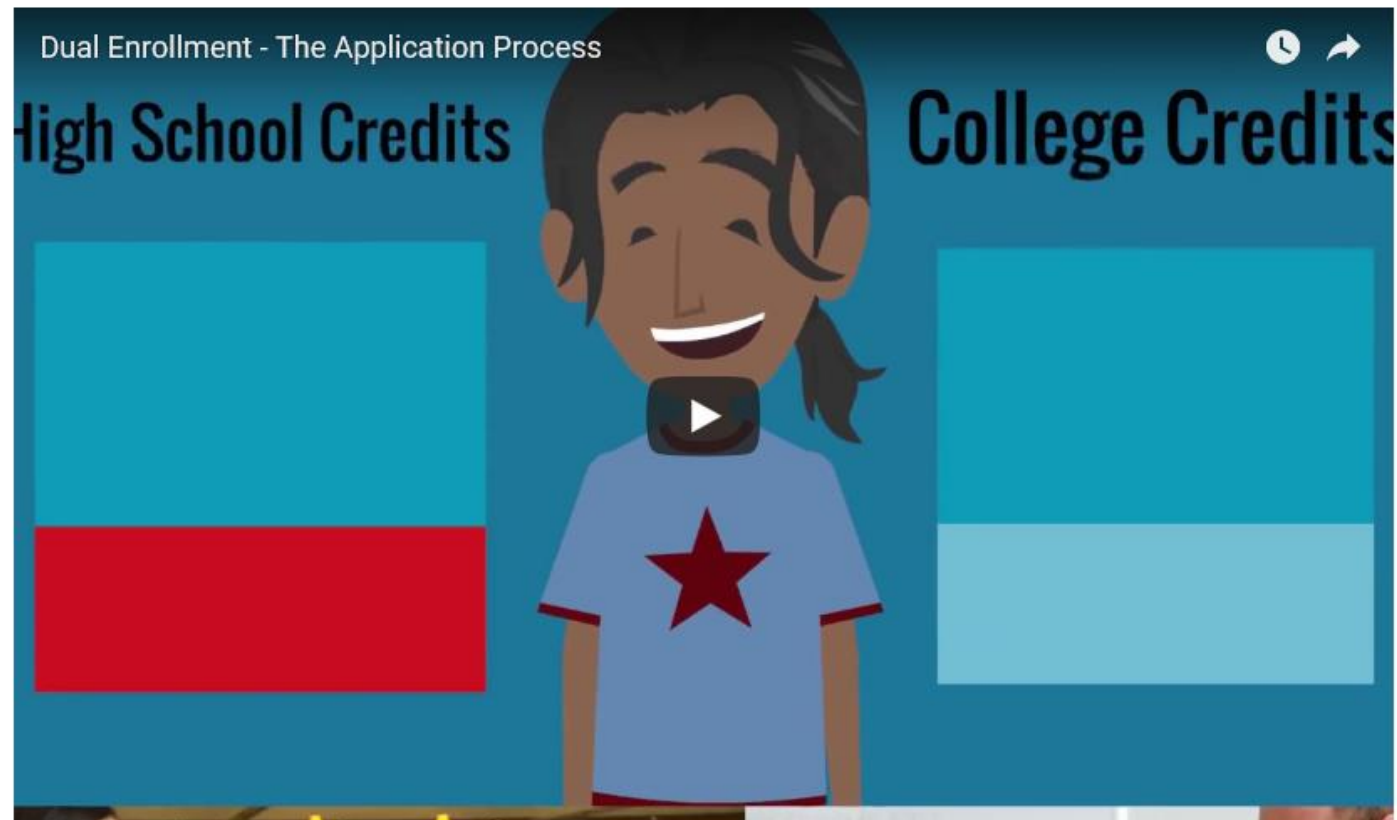 Dual Enrollment - The Application Process
High School Credits
College Credits